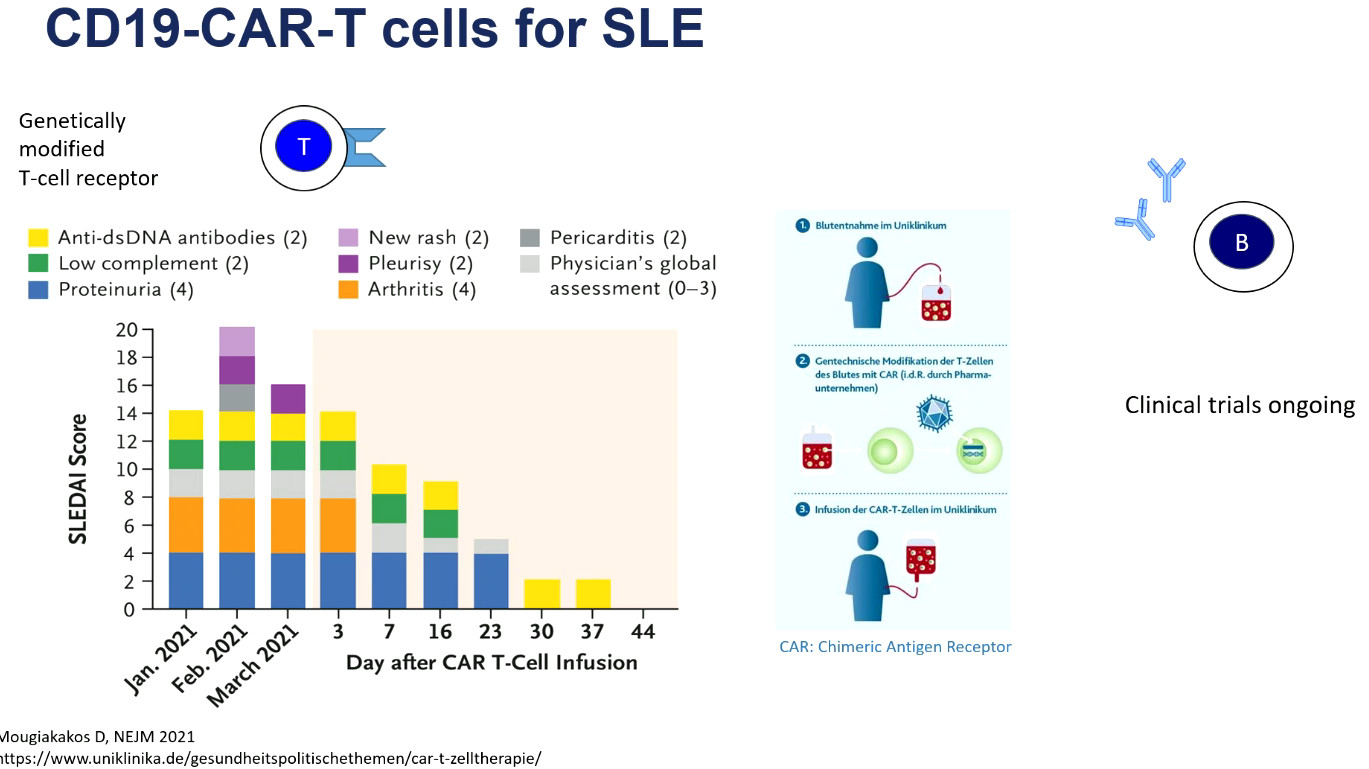 CD19-CAR-T cells for SLE
Genetically
modified
T-cell receptor
T
B
Anti-dsDNA antibodies (2)
Low complement (2)
Proteinuria (4)
New rash (2)
Pleurisy (2)
Arthritis (4)
Pericarditis (2)
Physician's global
assessment (0–3)
SLEDAI Score
20
18
16
14
12
10
8
6
4
2
0
Jan. 2021
Feb. 2021
March 2021
3
7
16
23
30
37
44
Day after CAR T-Cell Infusion
1. Blutentnahme im Uniklinikum
2. Gentechnische Modifikation der T-Zellen
des Blutes mit CAR (i.d.R. durch Pharma-
unternehmen)
3. Infusion der CAR-T-Zellen im Uniklinikum
CAR: Chimeric Antigen Receptor
Clinical trials ongoing
Mougiakakos D, NEJM 2021
https://www.uniklinika.de/gesundheitspolitischethemen/car-t-zelltherapie/